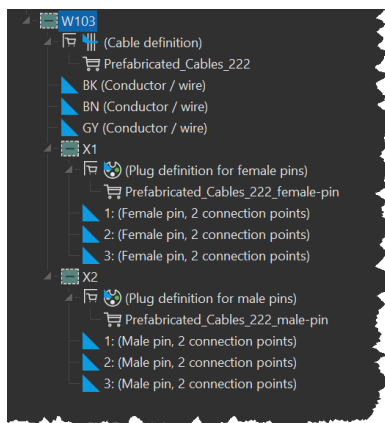 W103
(Cable definition)
Prefabricated_Cables_222
BK (Conductor / wire)
BN (Conductor / wire)
GY (Conductor / wire)
X1
(Plug definition for female pins)
Prefabricated_Cables_222_female-pin
1: (Female pin, 2 connection points)
2: (Female pin, 2 connection points)
3: (Female pin, 2 connection points)
X2
(Plug definition for male pins)
Prefabricated_Cables_222_male-pin
1: (Male pin, 2 connection points)
2: (Male pin, 2 connection points)
3: (Male pin, 2 connection points)